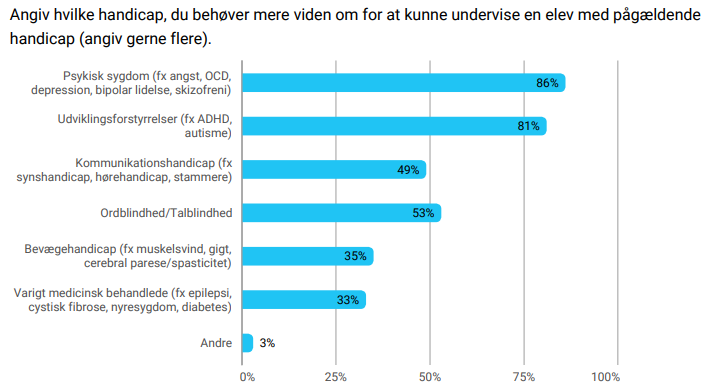 Angiv hvilke handicap, du behøver mere viden om for at kunne undervise en elev med pågældende
handicap (angiv gerne flere).
Psykisk sygdom (fx angst, OCD,
depression, bipolar lidelse, skizofreni)
86%
Udviklingsforstyrrelser (fx ADHD,
autisme)
81%
Kommunikationshandicap (fx
synshandicap, hørehandicap, stammere)
49%
Ordblindhed/Talblindhed
53%
Bevægehandicap (fx muskelsvind, gigt,
cerebral parese/spasticitet)
35%
Varigt medicinsk behandlede (fx epilepsi,
cystisk fibrose, nyresygdom, diabetes)
33%
Andre
3%
0% 25% 50% 75% 100%